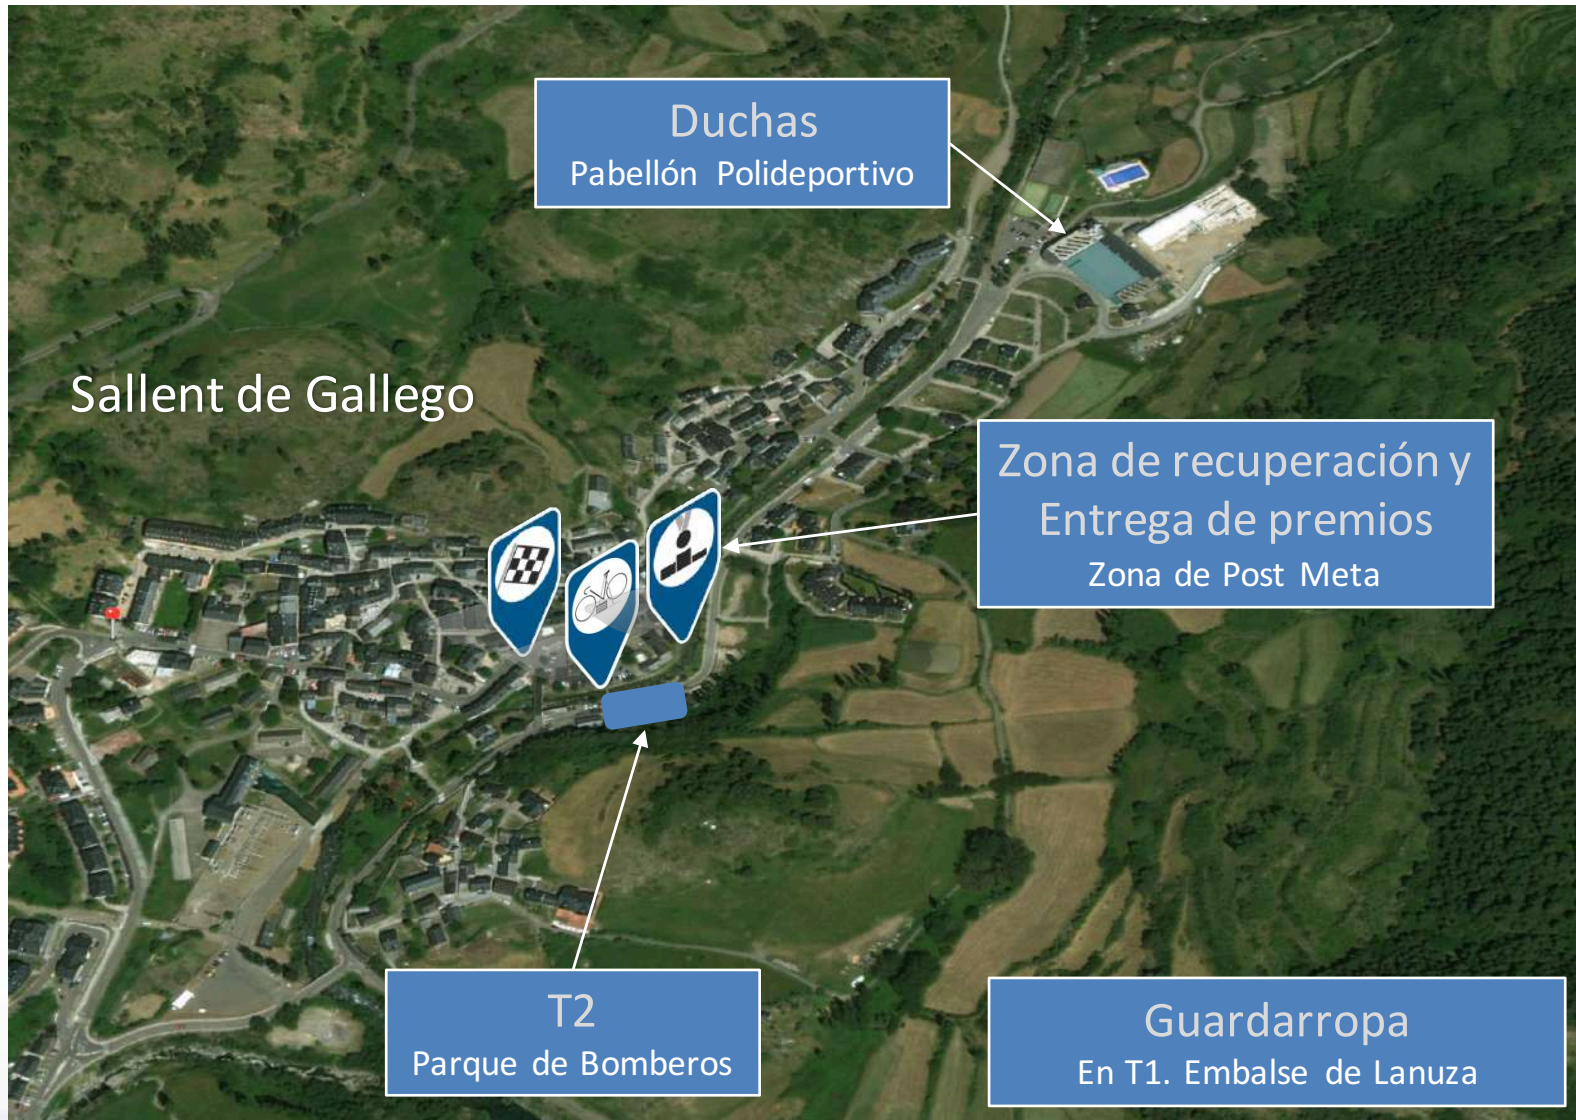 Duchas
Pabellón Polideportivo
Sallent de Gallego
Zona de recuperación y
Entrega de premios
Zona de Post Meta
T2
Parque de Bomberos
Guardarropa
En T1. Embalse de Lanuza